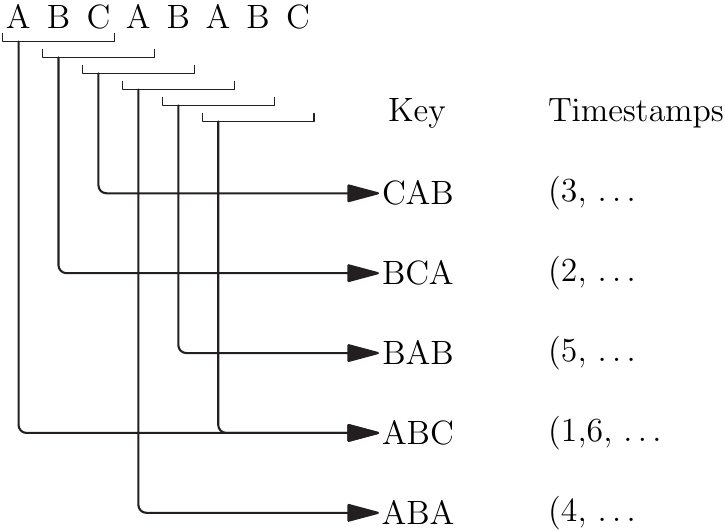 A B C A B A B C
Key Timestamps
CAB (3, ...
BCA (2, ...
BAB (5, ...
ABC (1,6, ...
ABA (4, ...